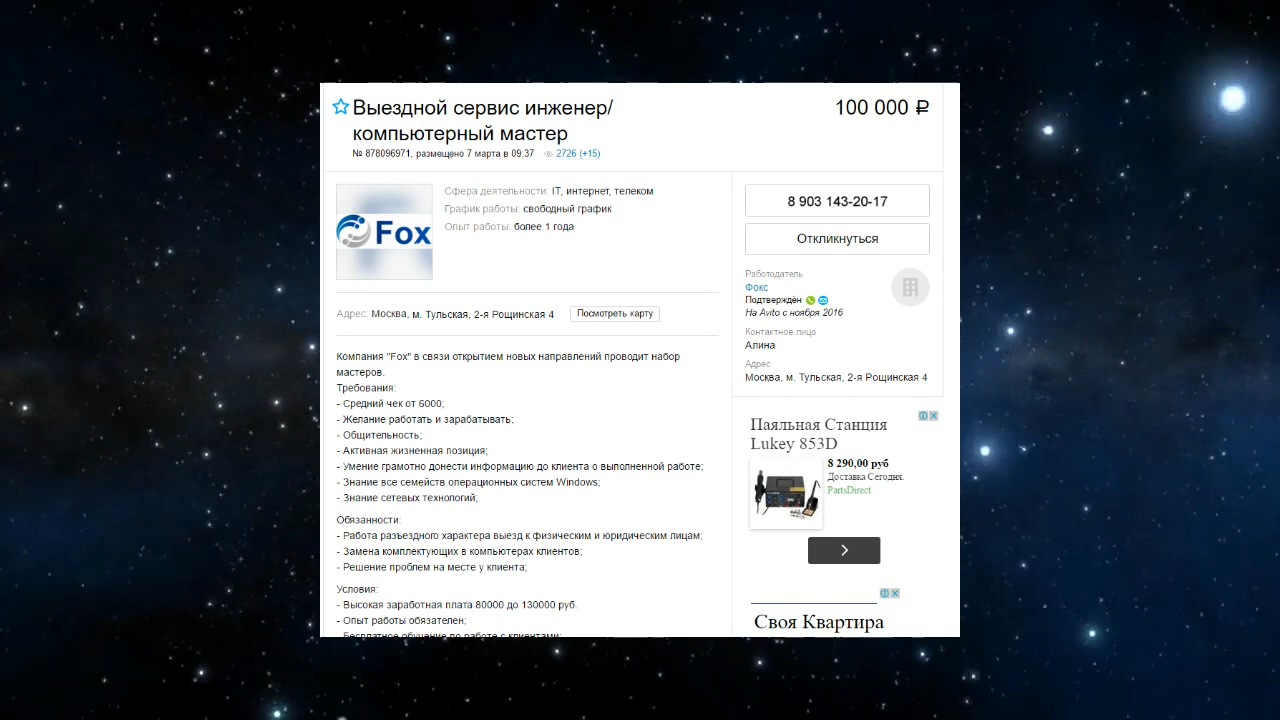 Выездной сервис инженер/
компьютерный мастер
100 000 ₽
№ 878096971, размещено 7 марта в 09:37 2726 (+15)
Fox
Сфера деятельности: IT, интернет, телеком
График работы: свободный график
Опыт работы: более 1 года
Адрес: Москва, м. Тульская, 2-я Рощинская 4 Посмотреть карту
Компания "Fox" в связи открытием новых направлений проводит набор
мастеров.
Требования:
- Средний чек от 6000;
- Желание работать и зарабатывать;
- Общительность;
- Активная жизненная позиция;
- Умение грамотно донести информацию до клиента о выполненной работе;
- Знание все семейств операционных систем Windows;
- Знание сетевых технологий;
Обязанности:
- Работа разъездного характера выезд к физическим и юридическим лицам;
- Замена комплектующих в компьютерах клиентов;
- Решение проблем на месте у клиента;
Условия:
- Высокая заработная плата 80000 до 130000 руб.
- Опыт работы обязателен;
- Бесплатное обучение по работе с клиентами;
8 903 143-20-17
Откликнуться
Работодатель
Фокс
Подтверждён
На Avito с ноября 2016
Контактное лицо
Алина
Адрес
Москва, м. Тульская, 2-я Рощинская 4
Паяльная Станция
Lukey 853D
8 290,00 руб
Доставка Сегодня.
PartsDirect
Своя Квартира